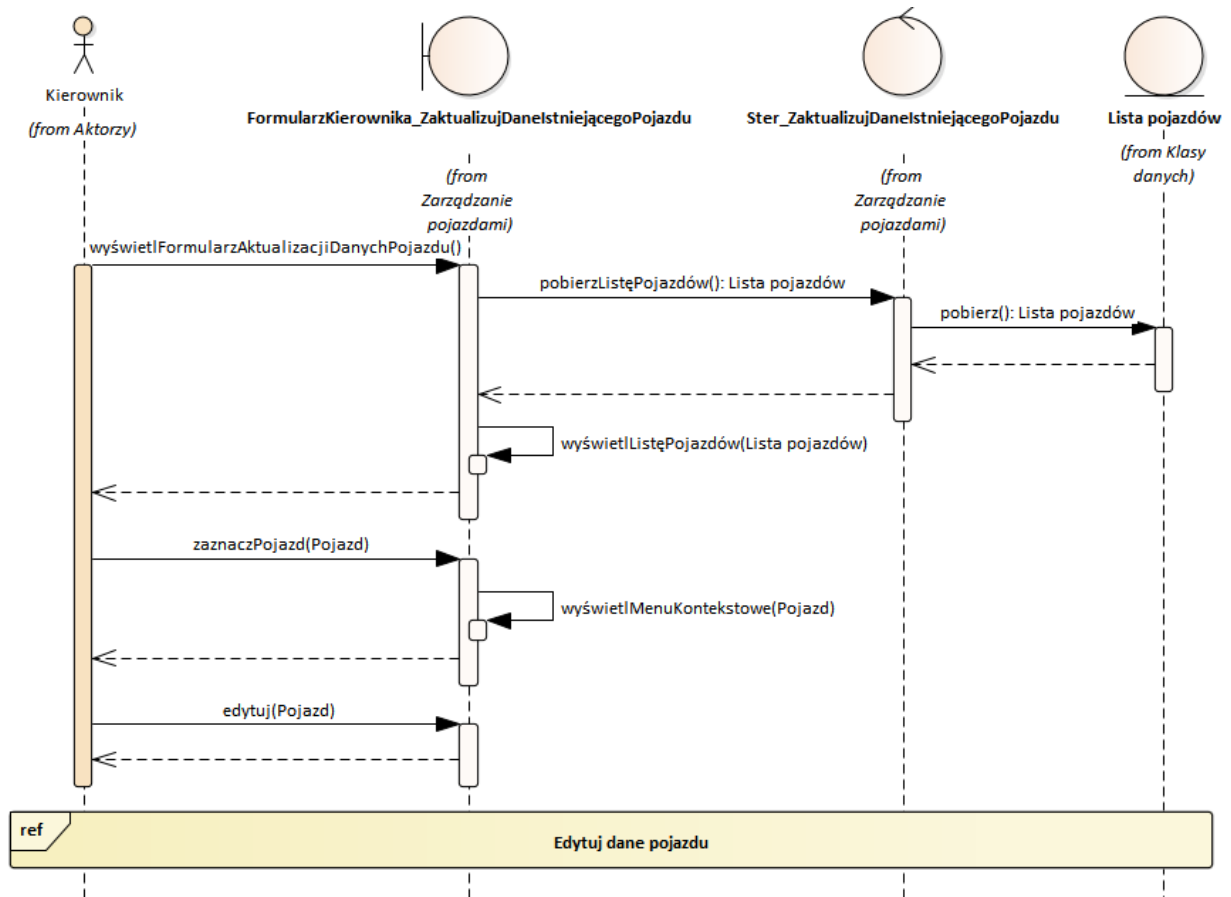 Kierownik
(from Aktorzy)
FormularzKierownika_ZaktualizujDaneIstniejącegoPojazdu
(from
Zarządzanie
pojazdami)
Ster_ZaktualizujDaneIstniejącegoPojazdu
(from
Zarządzanie
pojazdami)
Lista pojazdów
(from Klasy
danych)
wyświetlFormularzAktualizacjiDanychPojazdu()
pobierzListęPojazdów(): Lista pojazdów
pobierz(): Lista pojazdów
wyświetlListęPojazdów(Lista pojazdów)
zaznaczPojazd(Pojazd)
wyświetlMenuKontekstowe(Pojazd)
edytuj(Pojazd)
ref
Edytuj dane pojazdu